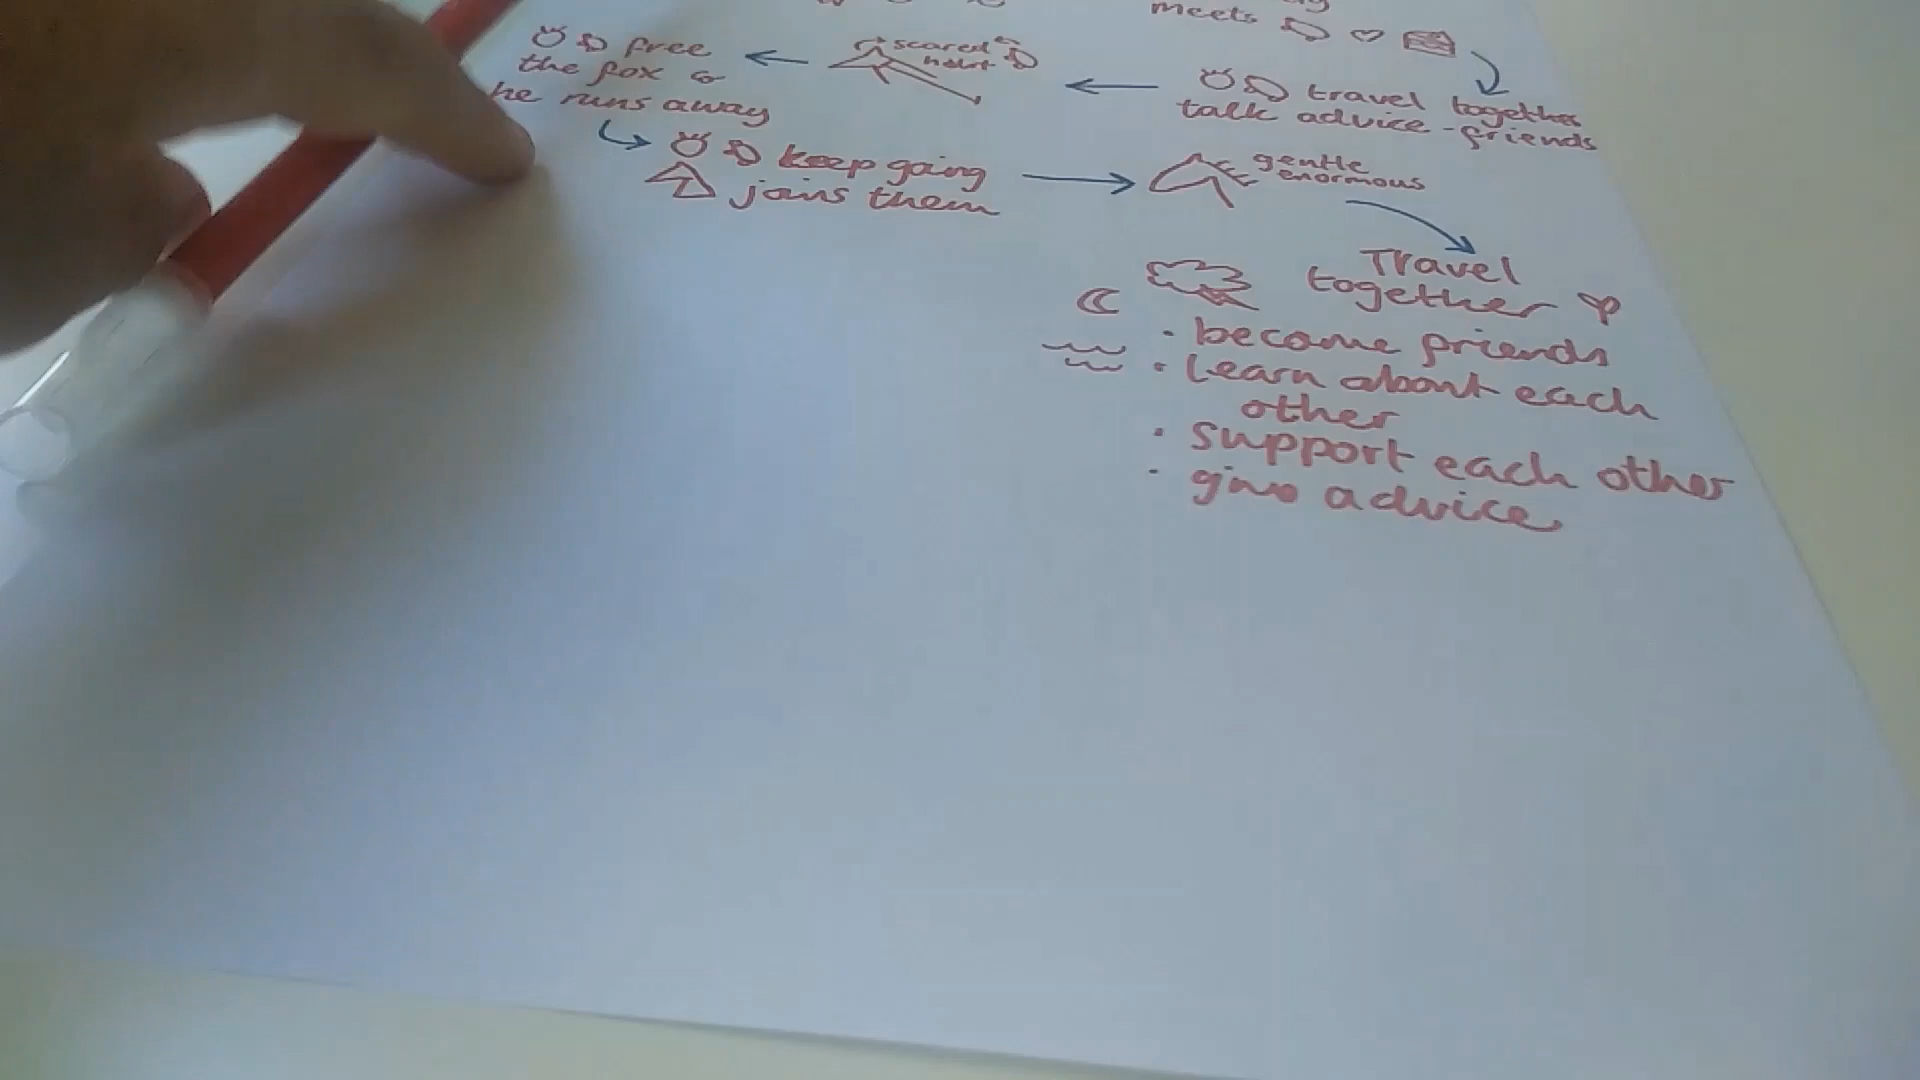 meets
travel together
talk advice - friends
scared
free
the fox &
he runs away
keep going
joins them
gentle
enormous
Travel
together
· become friends
· learn about each
other
· support each other
· give advice